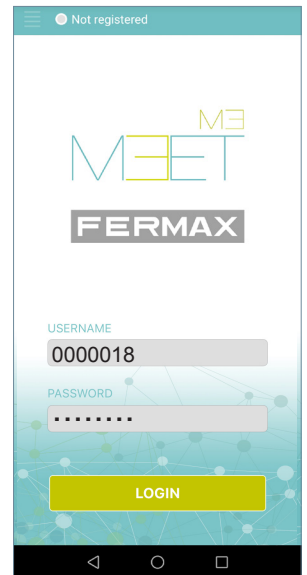 Not registered
M3
MEET
FERMAX
USERNAME
0000018
PASSWORD
........
LOGIN